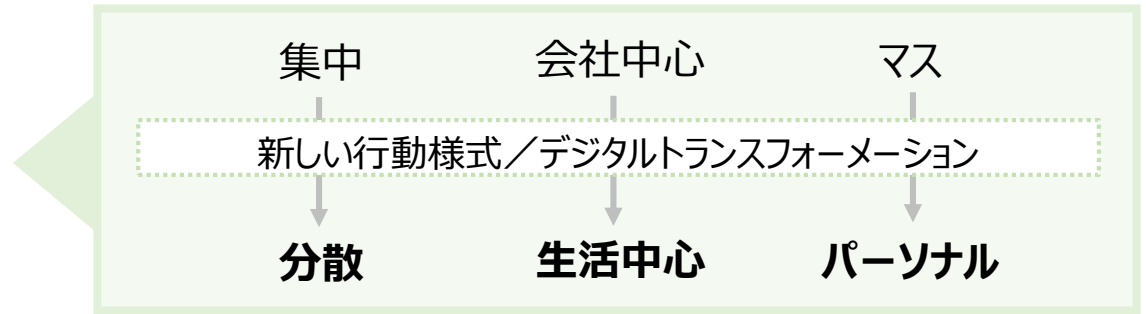 集中 会社中心 マス
新しい行動様式／デジタルトランスフォーメーション
分散 生活中心 パーソナル